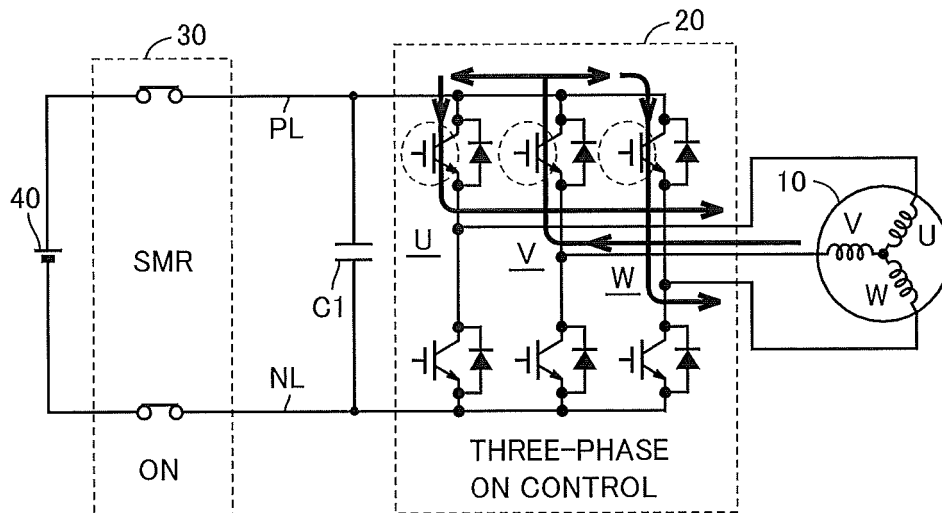 30
20
PL
10
40
SMR
C1
U
V
W
V
U
W
NL
ON
THREE-PHASE
ON CONTROL